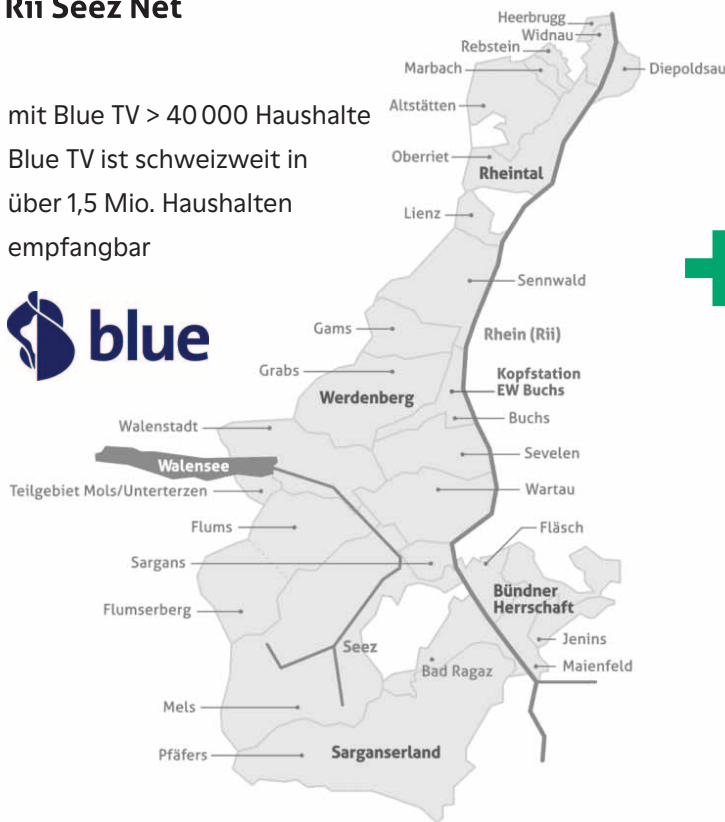 Rii Seez Net
mit Blue TV > 40 000 Haushalte
Blue TV ist schweizweit in
über 1,5 Mio. Haushalten
empfangbar
blue
Heerbrugg
Widnau
Rebstein
Marbach
Diepoldsau
Altstätten
Oberriet
Rheintal
Lienz
Sennwald
Gams
Rhein (Rii)
Grabs
Kopfstation
EW Buchs
Werdenberg
Buchs
Walenstadt
Sevelen
Walensee
Teilgebiet Mols/Unterterzen
Wartau
Flums
Fläsch
Sargans
Bündner
Herrschaft
Flumserberg
Jenins
Seez
Maienfeld
Bad Ragaz
Mels
Pfäfers
Sarganserland